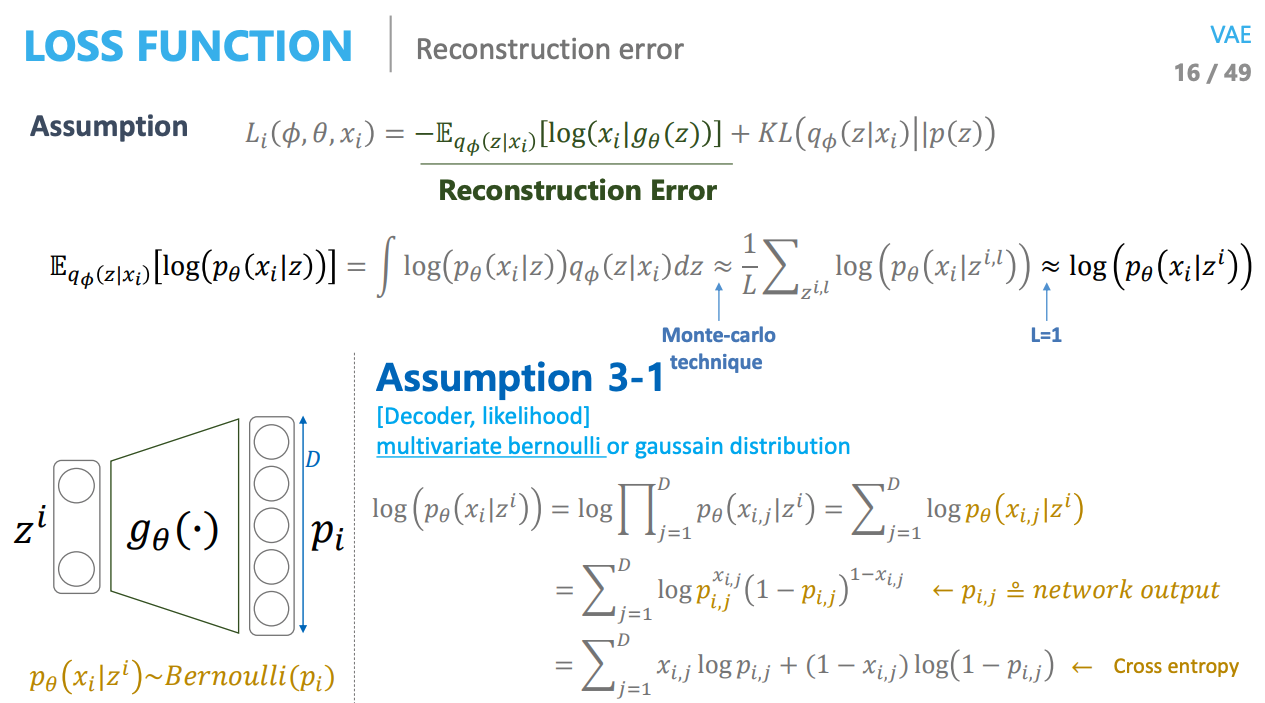 LOSS FUNCTION
Reconstruction error
VAE
16 / 49
Assumption
L_i(ϕ, θ, x_i) = −𝔼_{q_ϕ(z|x_i)}[log(x_i|g_θ(z))] + KL(q_ϕ(z|x_i)||p(z))
Reconstruction Error
𝔼_{q_ϕ(z|x_i)}[log(p_θ(x_i|z))] = ∫ log(p_θ(x_i|z))q_ϕ(z|x_i)dz ≈ 1/L ∑_{z^{i,l}} log(p_θ(x_i|z^{i,l})) ≈ log(p_θ(x_i|z^i))
Monte-carlo
technique
L=1
Assumption 3-1
[Decoder, likelihood]
multivariate bernoulli or gaussain distribution
z^i
g_θ(·)
D
p_i
p_θ(x_i|z^i)~Bernoulli(p_i)
log(p_θ(x_i|z^i)) = log ∏_{j=1}^{D} p_θ(x_{i,j}|z^i) = ∑_{j=1}^{D} log p_θ(x_{i,j}|z^i)
= ∑_{j=1}^{D} log p_{i,j}^{x_{i,j}}(1 − p_{i,j})^{1−x_{i,j}} ← p_{i,j} ≗ network output
= ∑_{j=1}^{D} x_{i,j} log p_{i,j} + (1 − x_{i,j}) log(1 − p_{i,j}) ← Cross entropy